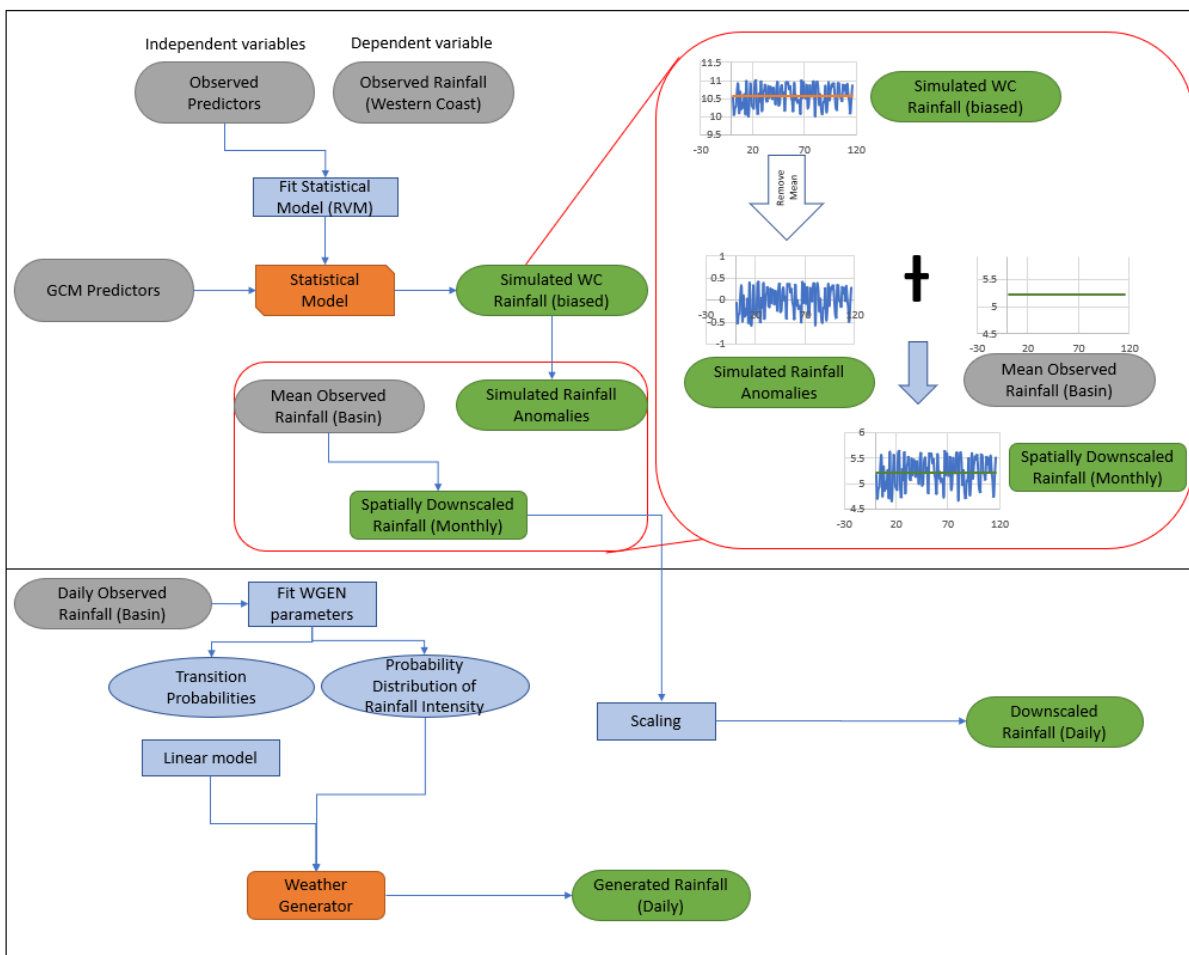 Independent variables
Dependent variable
Observed
Predictors
Observed Rainfall
(Western Coast)
Fit Statistical
Model (RVM)
GCM Predictors
Statistical
Model
Simulated WC
Rainfall (biased)
Mean Observed
Rainfall (Basin)
Simulated Rainfall
Anomalies
Spatially Downscaled
Rainfall (Monthly)
11.5
11
10.5
10
9.5
-30
20
70
120
Simulated WC
Rainfall (biased)
Remove
Mean
1
0.5
0
-0.5
-1
-30
20
70
120
5.5
5
4.5
-30
20
70
120
Simulated Rainfall
Anomalies
Mean Observed
Rainfall (Basin)
6
5.5
5
4.5
-30
20
70
120
Spatially Downscaled
Rainfall (Monthly)
Daily Observed
Rainfall (Basin)
Fit WGEN
parameters
Transition
Probabilities
Probability
Distribution of
Rainfall Intensity
Linear model
Scaling
Downscaled
Rainfall (Daily)
Weather
Generator
Generated Rainfall
(Daily)